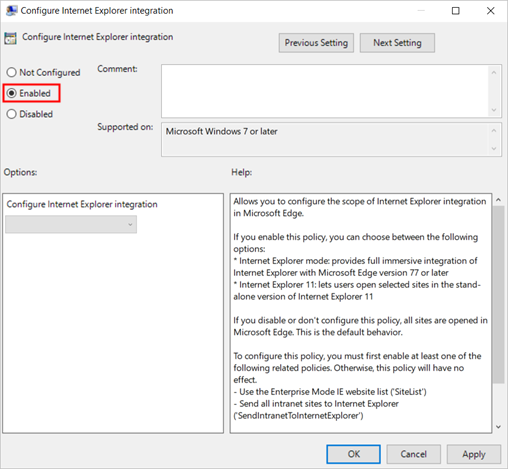 Configure Internet Explorer integration
Configure Internet Explorer integration
Previous Setting
Next Setting
Not Configured
Comment:
Enabled
Disabled
Supported on:
Microsoft Windows 7 or later
Options:
Help:
Configure Internet Explorer integration
Allows you to configure the scope of Internet Explorer integration
in Microsoft Edge.
If you enable this policy, you can choose between the following
options:
* Internet Explorer mode: provides full immersive integration of
Internet Explorer with Microsoft Edge version 77 or later
* Internet Explorer 11: lets users open selected sites in the stand-
alone version of Internet Explorer 11
If you disable or don't configure this policy, all sites are opened in
Microsoft Edge. This is the default behavior.
To configure this policy, you must first enable at least one of the
following related policies. Otherwise, this policy will have no
effect.
- Use the Enterprise Mode IE website list ('SiteList')
- Send all intranet sites to Internet Explorer
('SendIntranetToInternetExplorer')
OK
Cancel
Apply